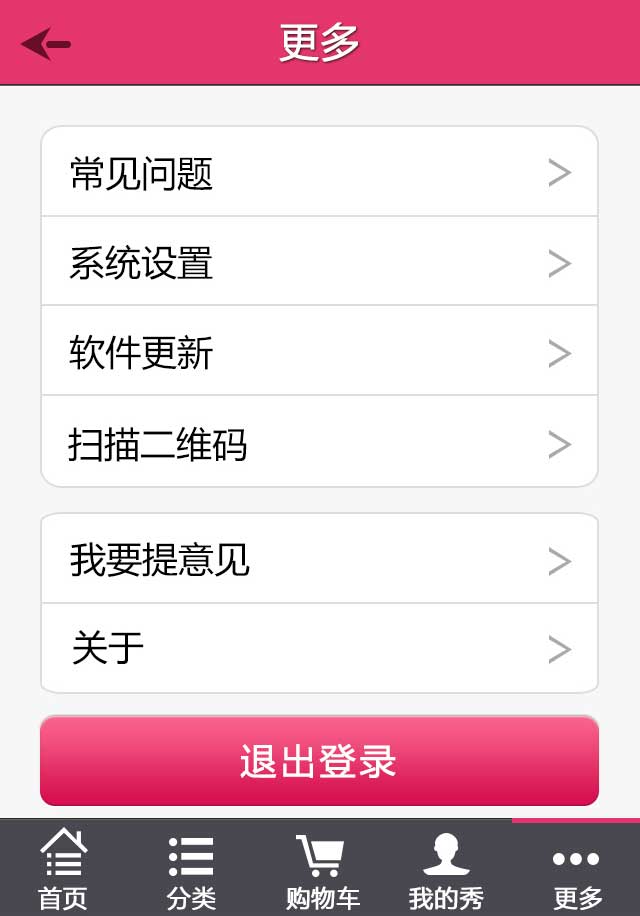 更多
常见问题
系统设置
软件更新
扫描二维码
我要提意见
关于
退出登录
首页 分类 购物车 我的秀 更多